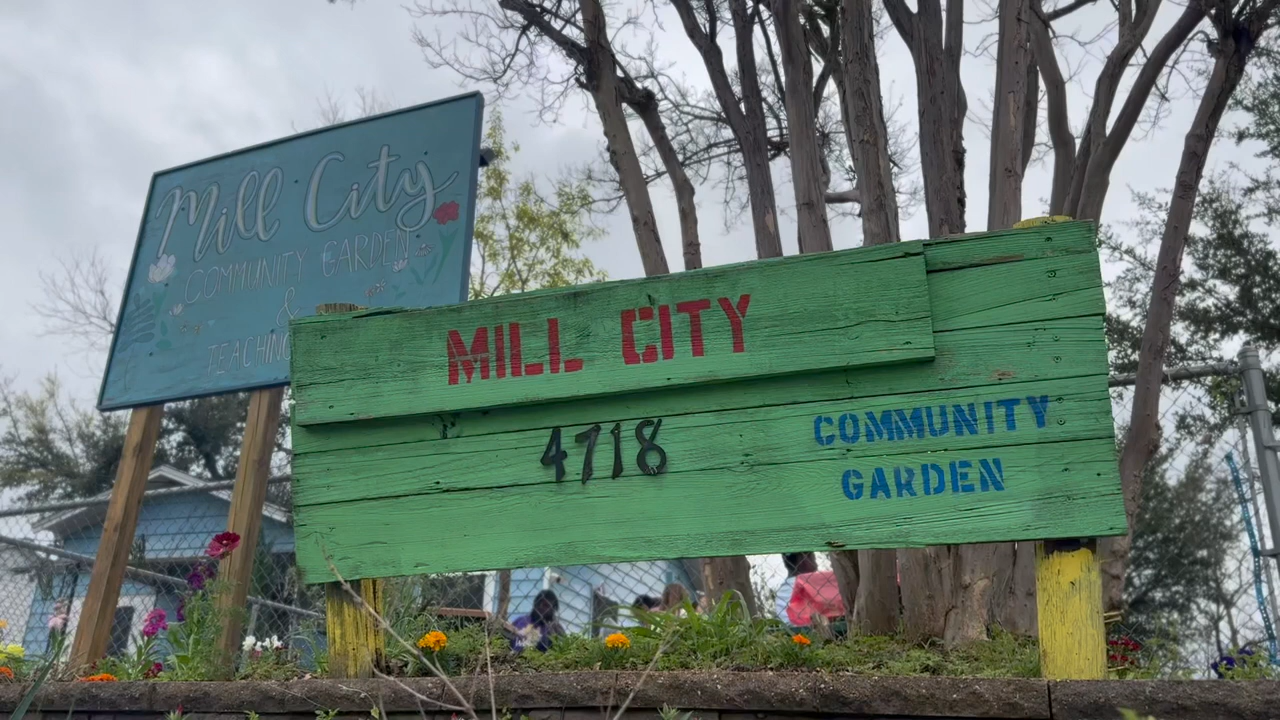 Mill City
COMMUNITY GARDEN
&
TEACHING
MILL CITY
4718
COMMUNITY
GARDEN